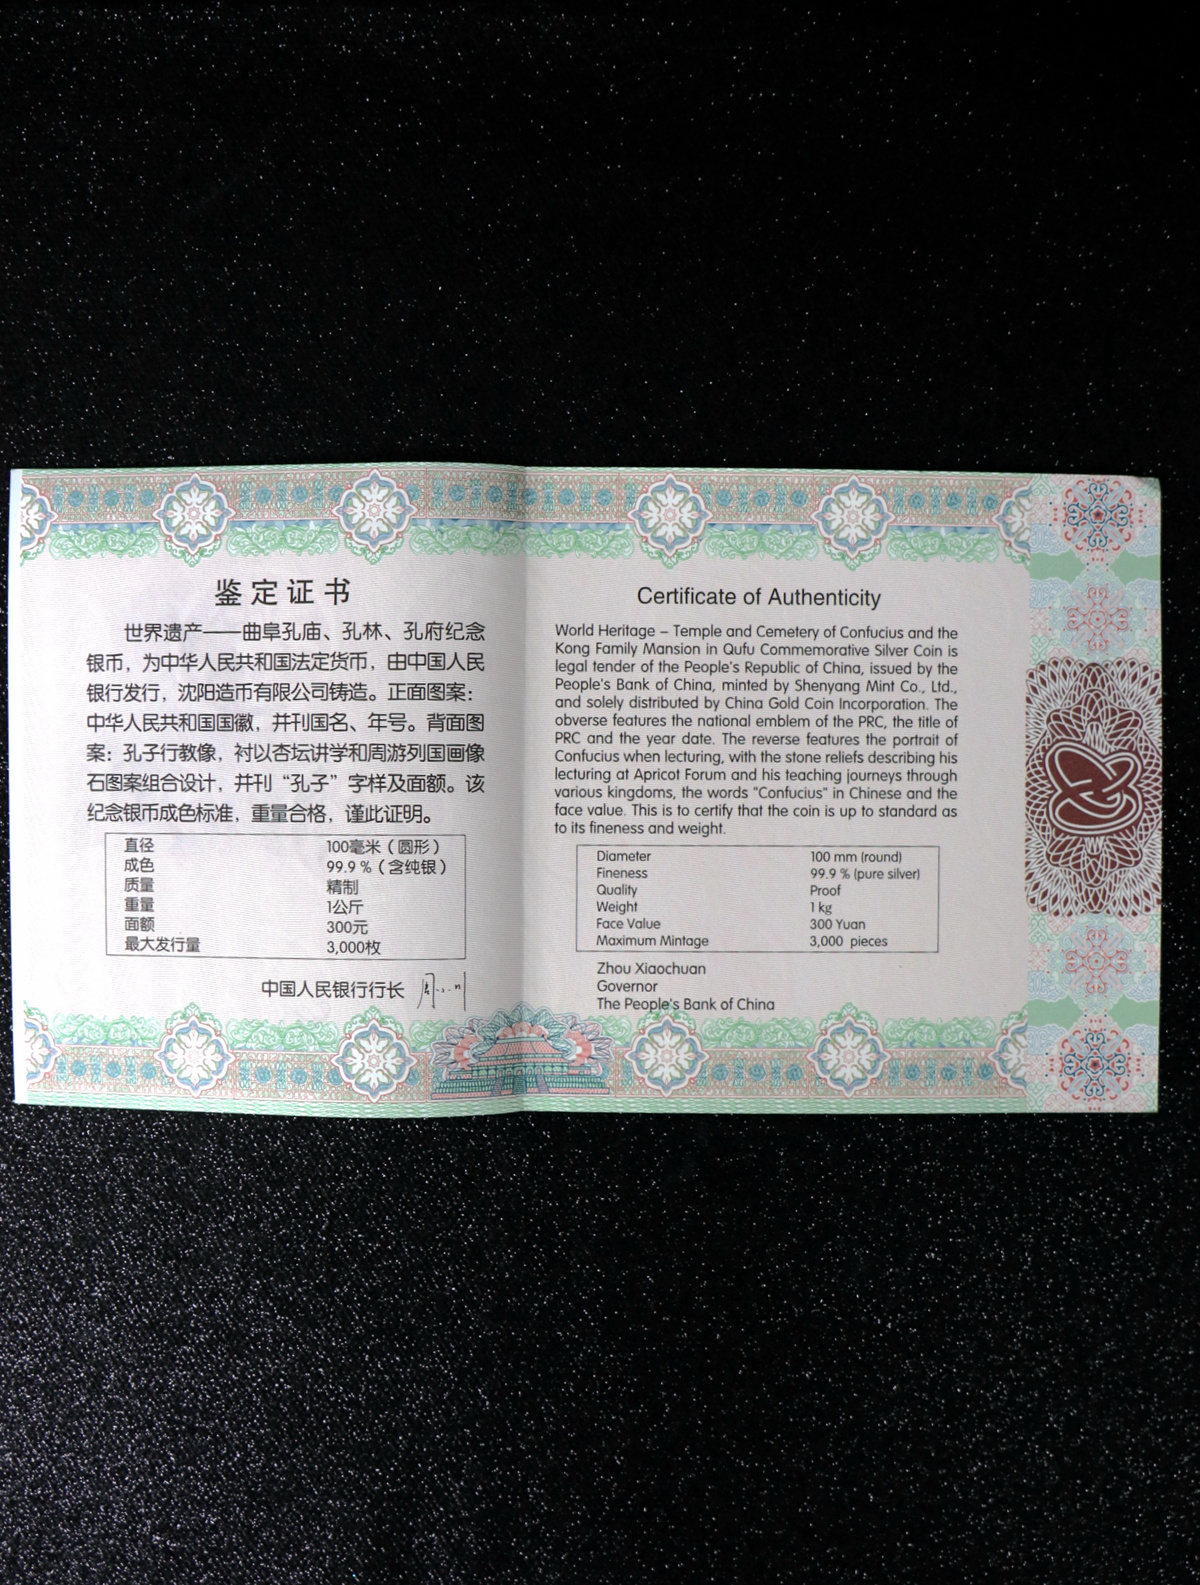 鉴定证书
世界遗产——曲阜孔庙、孔林、孔府纪念
银币，为中华人民共和国法定货币，由中国人民
银行发行，沈阳造币有限公司铸造。正面图案：
中华人民共和国国徽，并刊国名、年号。背面图
案：孔子行教像，衬以杏坛讲学和周游列国画像
石图案组合设计，并刊“孔子”字样及面额。该
纪念银币成色标准，重量合格，谨此证明。
直径 100毫米（圆形）
成色 99.9％（含纯银）
质量 精制
重量 1公斤
面额 300元
最大发行量 3,000枚
中国人民银行行长
Certificate of Authenticity
World Heritage – Temple and Cemetery of Confucius and the
Kong Family Mansion in Qufu Commemorative Silver Coin is
legal tender of the People's Republic of China, issued by the
People's Bank of China, minted by Shenyang Mint Co., Ltd.,
and solely distributed by China Gold Coin Incorporation. The
obverse features the national emblem of the PRC, the title of
PRC and the year date. The reverse features the portrait of
Confucius when lecturing, with the stone reliefs describing his
lecturing at Apricot Forum and his teaching journeys through
various kingdoms, the words "Confucius" in Chinese and the
face value. This is to certify that the coin is up to standard as
to its fineness and weight.
Diameter 100 mm (round)
Fineness 99.9 % (pure silver)
Quality Proof
Weight 1 kg
Face Value 300 Yuan
Maximum Mintage 3,000 pieces
Zhou Xiaochuan
Governor
The People's Bank of China